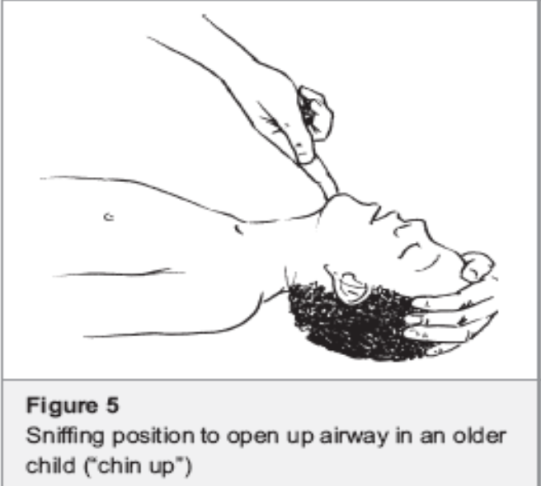 Figure 5
Sniffing position to open up airway in an older
child (“chin up”)